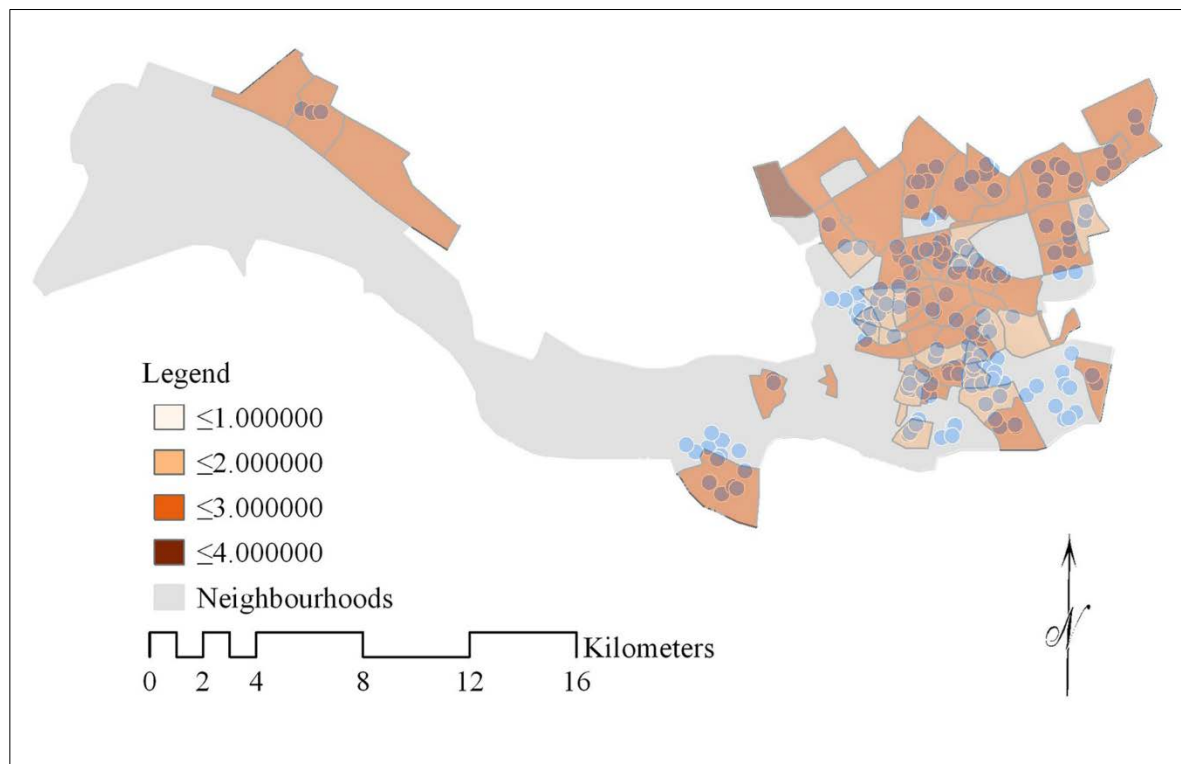 Legend
≤1.000000
≤2.000000
≤3.000000
≤4.000000
Neighbourhoods
Kilometers
0 2 4 8 12 16
N